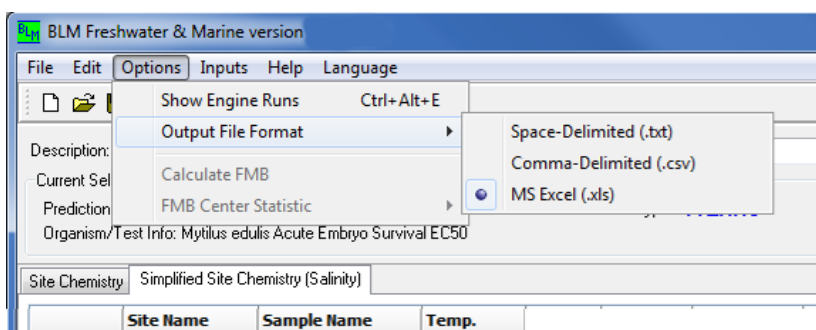 BLM BLM Freshwater & Marine version
File Edit Options Inputs Help Language
Show Engine Runs Ctrl+Alt+E
Output File Format
Space-Delimited (.txt)
Description:
Comma-Delimited (.csv)
Calculate FMB
Current Sel
MS Excel (.xls)
Prediction
FMB Center Statistic
Organism/Test Info: Mytilus edulis Acute Embryo Survival EC50
Site Chemistry Simplified Site Chemistry (Salinity)
Site Name Sample Name Temp.